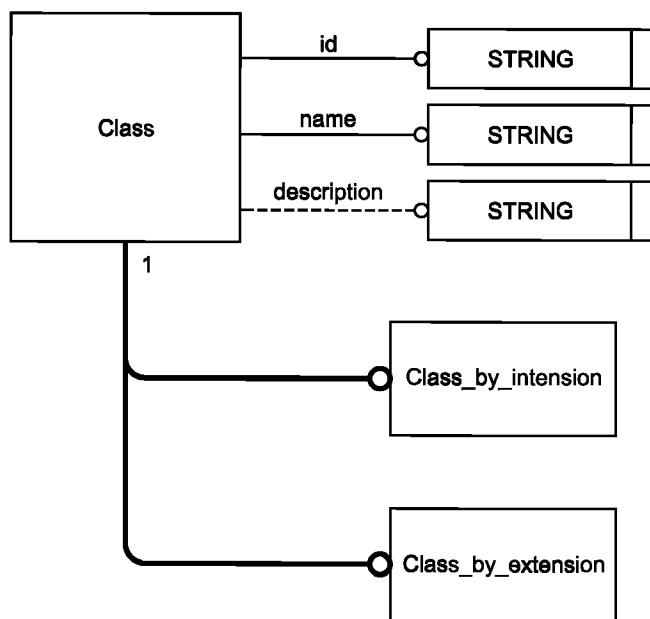 id
STRING
Class
name
STRING
description
STRING
1
Class_by_intension
Class_by_extension